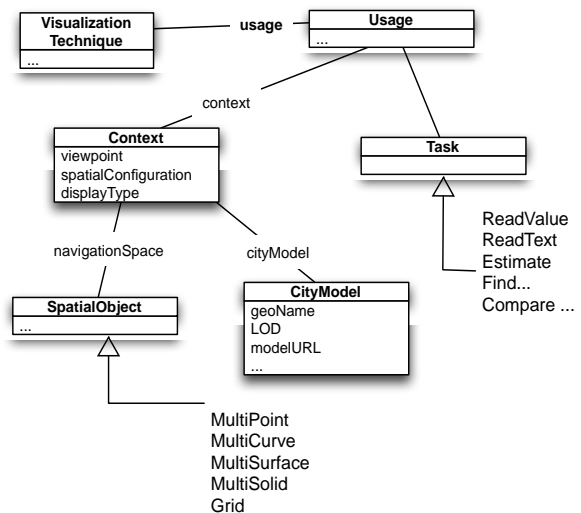 Visualization
Technique
...
usage
Usage
...
context
Context
viewpoint
spatialConfiguration
displayType
Task
ReadValue
ReadText
Estimate
Find...
Compare ...
navigationSpace
cityModel
SpatialObject
...
CityModel
geoName
LOD
modelURL
...
MultiPoint
MultiCurve
MultiSurface
MultiSolid
Grid